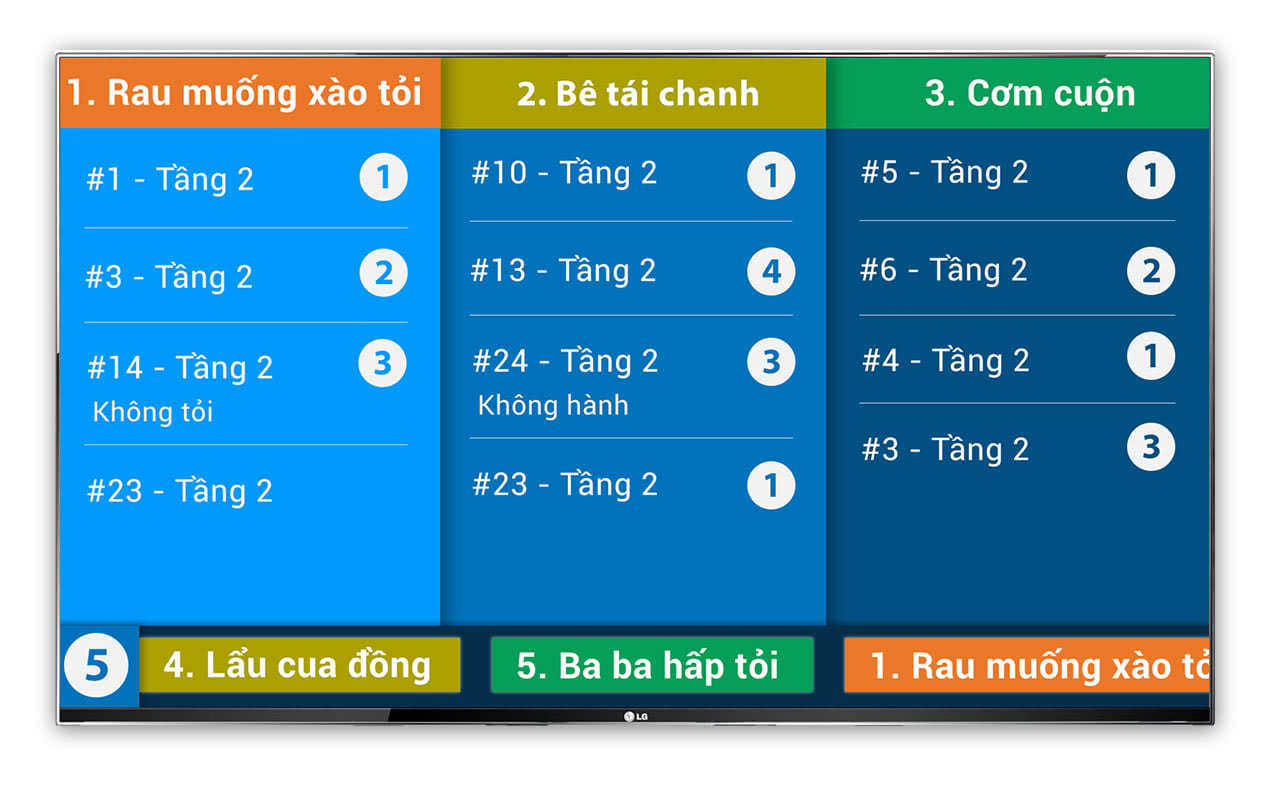 1. Rau muống xào tỏi
#1 - Tầng 2 1
#3 - Tầng 2 2
#14 - Tầng 2 3
Không tỏi
#23 - Tầng 2
2. Bê tái chanh
#10 - Tầng 2 1
#13 - Tầng 2 4
#24 - Tầng 2 3
Không hành
#23 - Tầng 2 1
3. Cơm cuộn
#5 - Tầng 2 1
#6 - Tầng 2 2
#4 - Tầng 2 1
#3 - Tầng 2 3
5 4. Lẩu cua đồng 5. Ba ba hấp tỏi 1. Rau muống xào tỏ
LG